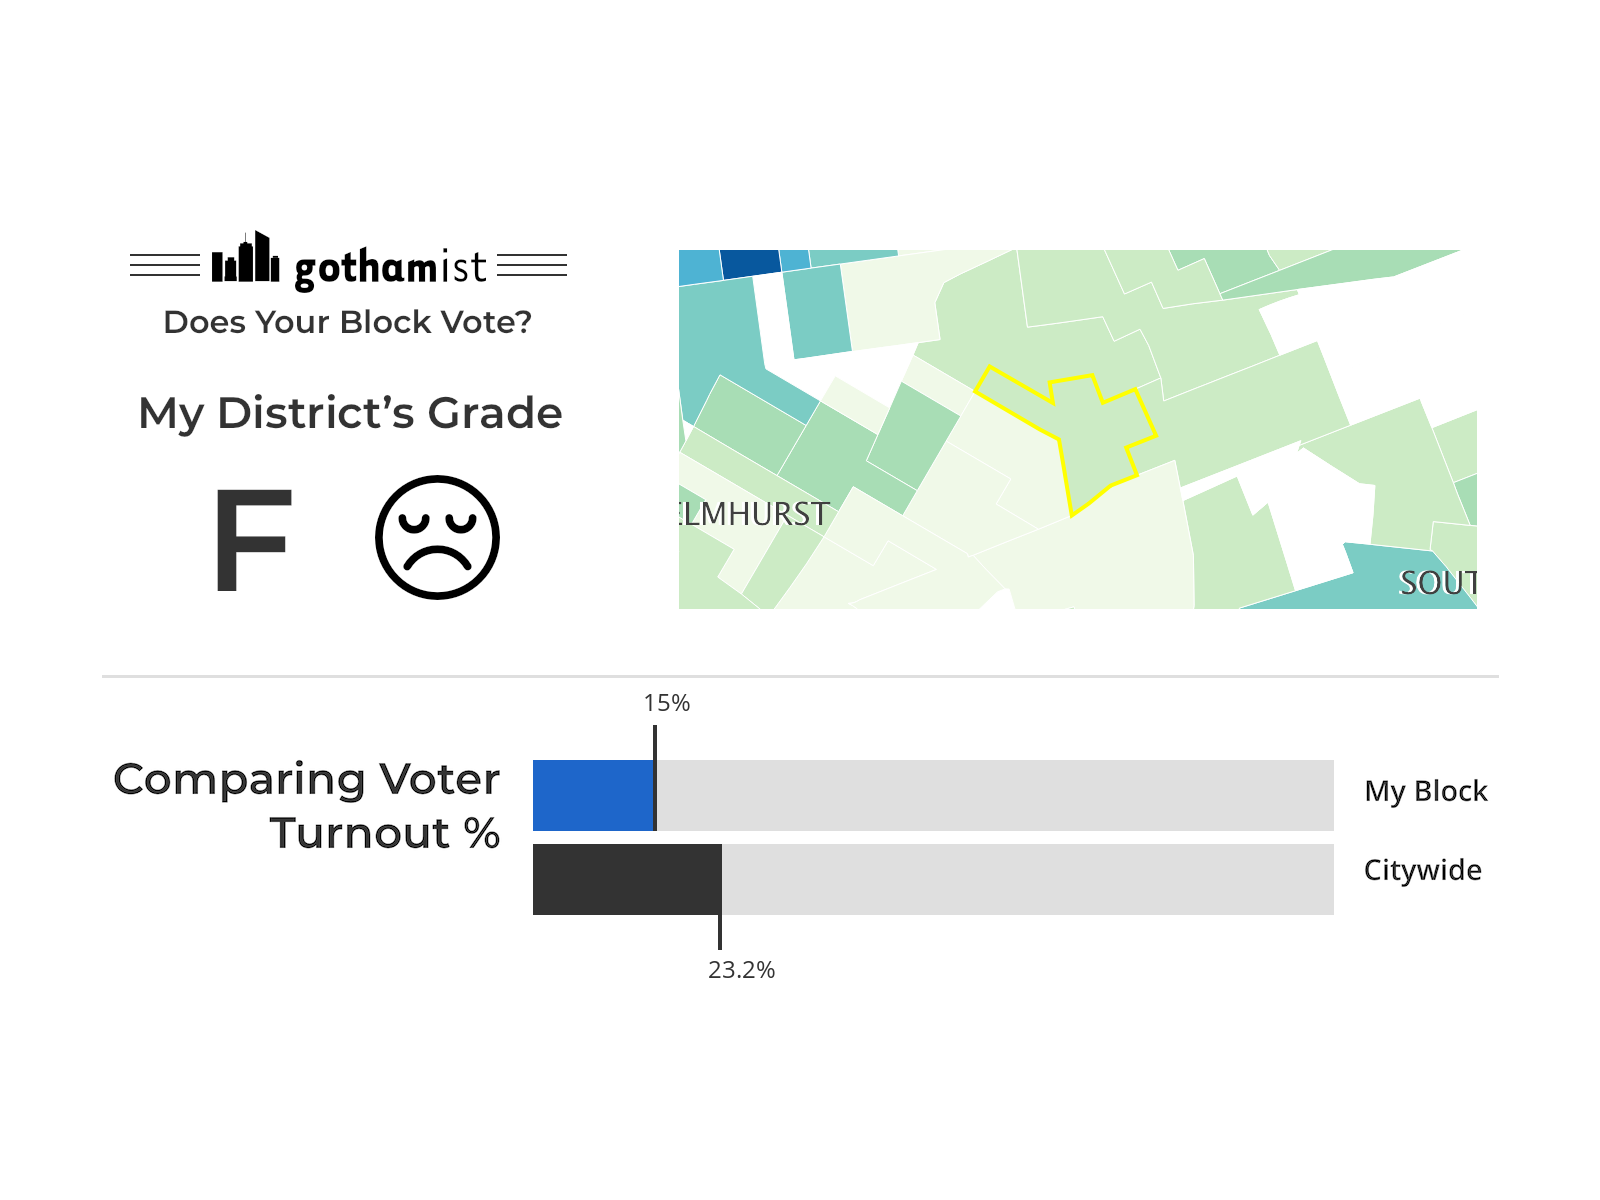 gothamist
Does Your Block Vote?
My District’s Grade
F
ELMHURST
SOUT
15%
Comparing Voter
Turnout %
My Block
Citywide
23.2%